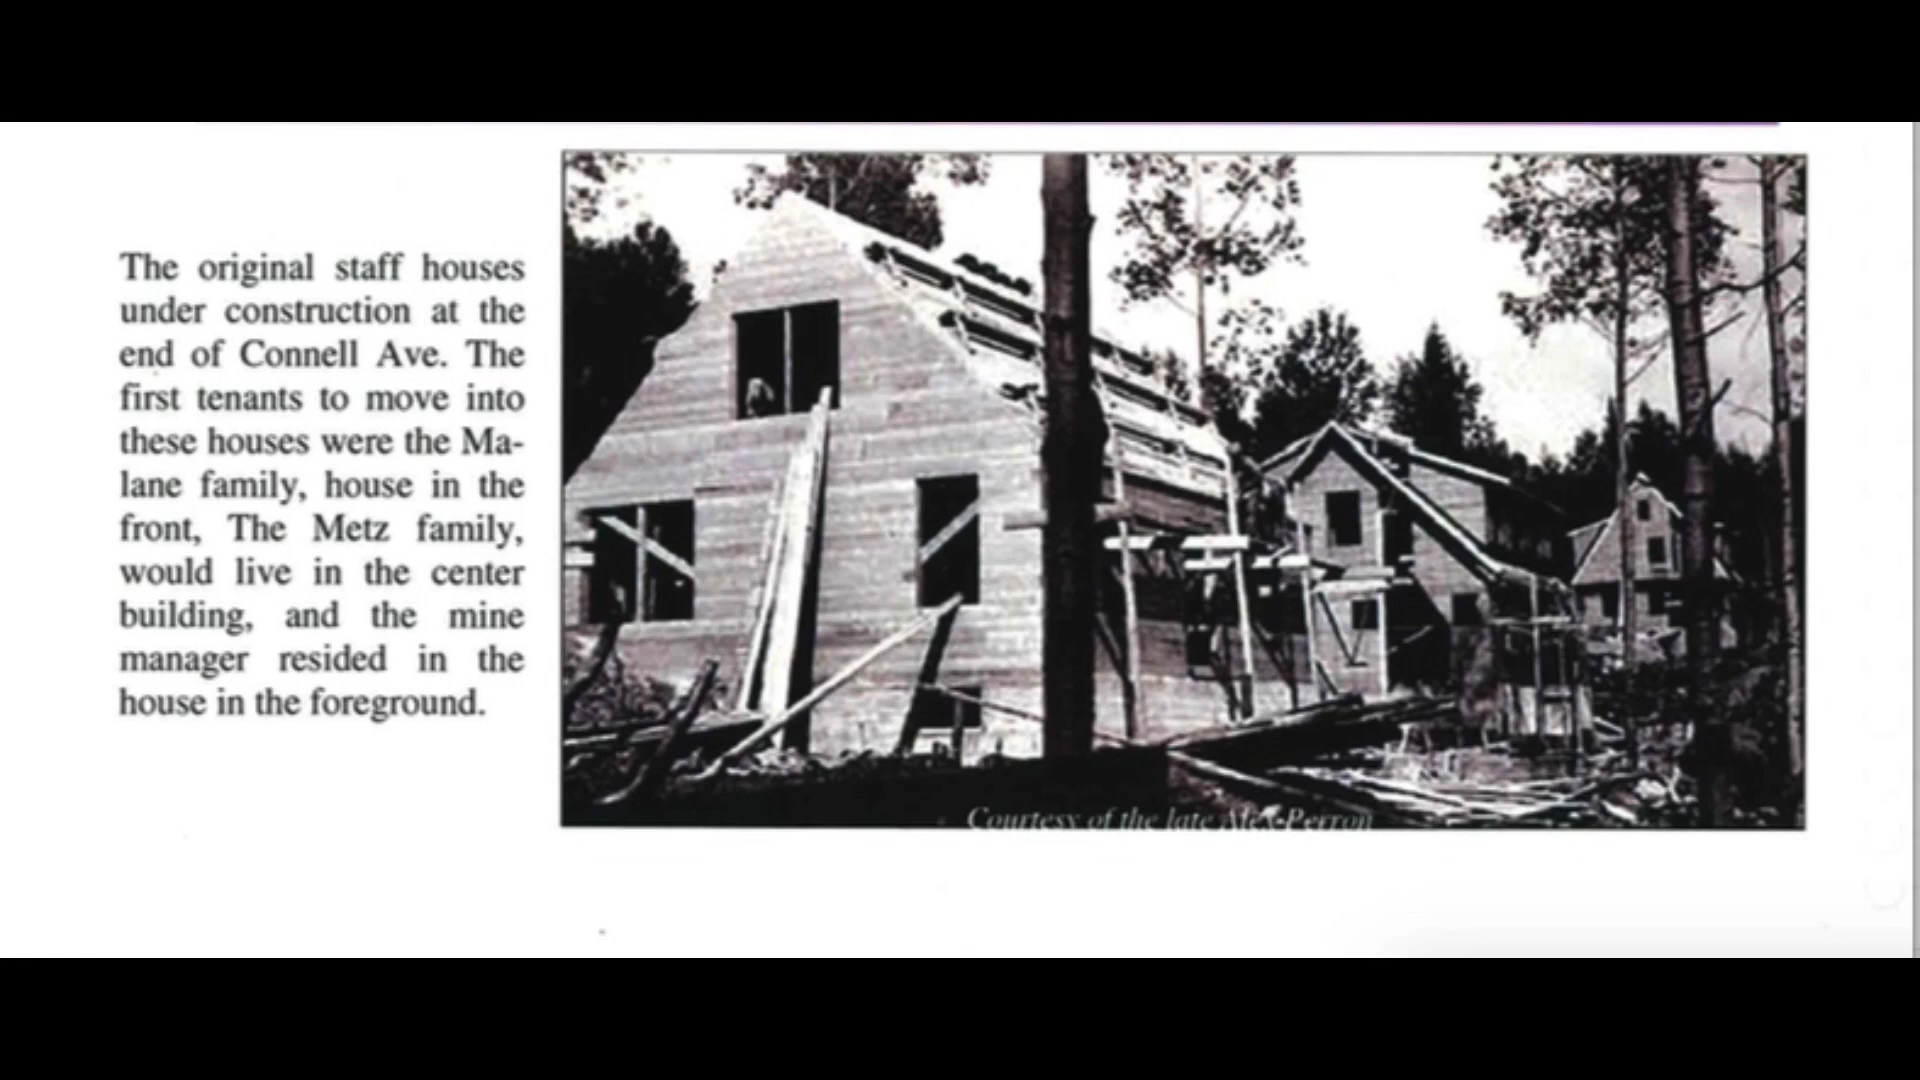 The original staff houses
under construction at the
end of Connell Ave. The
first tenants to move into
these houses were the Ma-
lane family, house in the
front, The Metz family,
would live in the center
building, and the mine
manager resided in the
house in the foreground.
Courtesy of the late Alex Perron